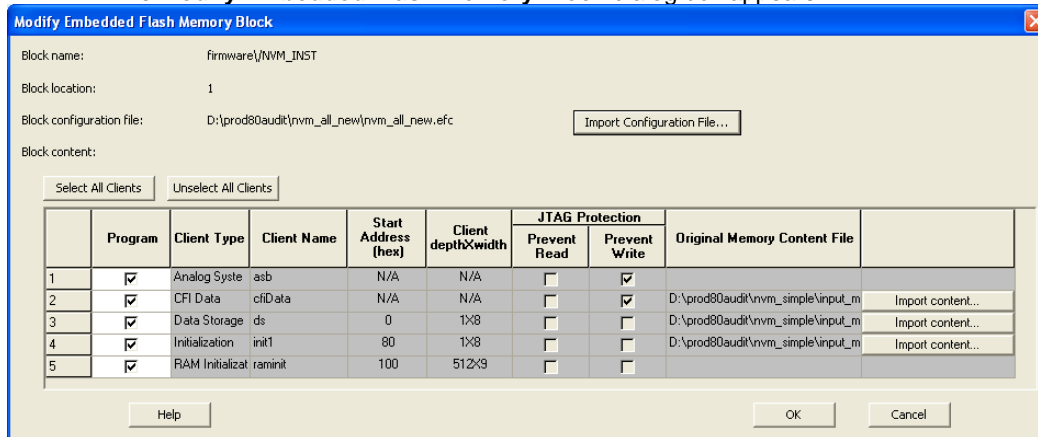 Modify Embedded Flash Memory Block
Block name: firmware\/NVM_INST
Block location: 1
Block configuration file: D:\prod80audit\nvm_all_new\nvm_all_new.efc Import Configuration File...
Block content:
Select All Clients Unselect All Clients
Program Client Type Client Name Start Address (hex) Client depthXwidth JTAG Protection Prevent Read Prevent Write Original Memory Content File
1 Analog Syste asb N/A N/A
2 CFI Data cfiData N/A N/A D:\prod80audit\nvm_simple\input_m Import content...
3 Data Storage ds 0 1X8 D:\prod80audit\nvm_simple\input_m Import content...
4 Initialization init1 80 1X8 D:\prod80audit\nvm_simple\input_m Import content...
5 RAM Initializat raminit 100 512X9
Help OK Cancel